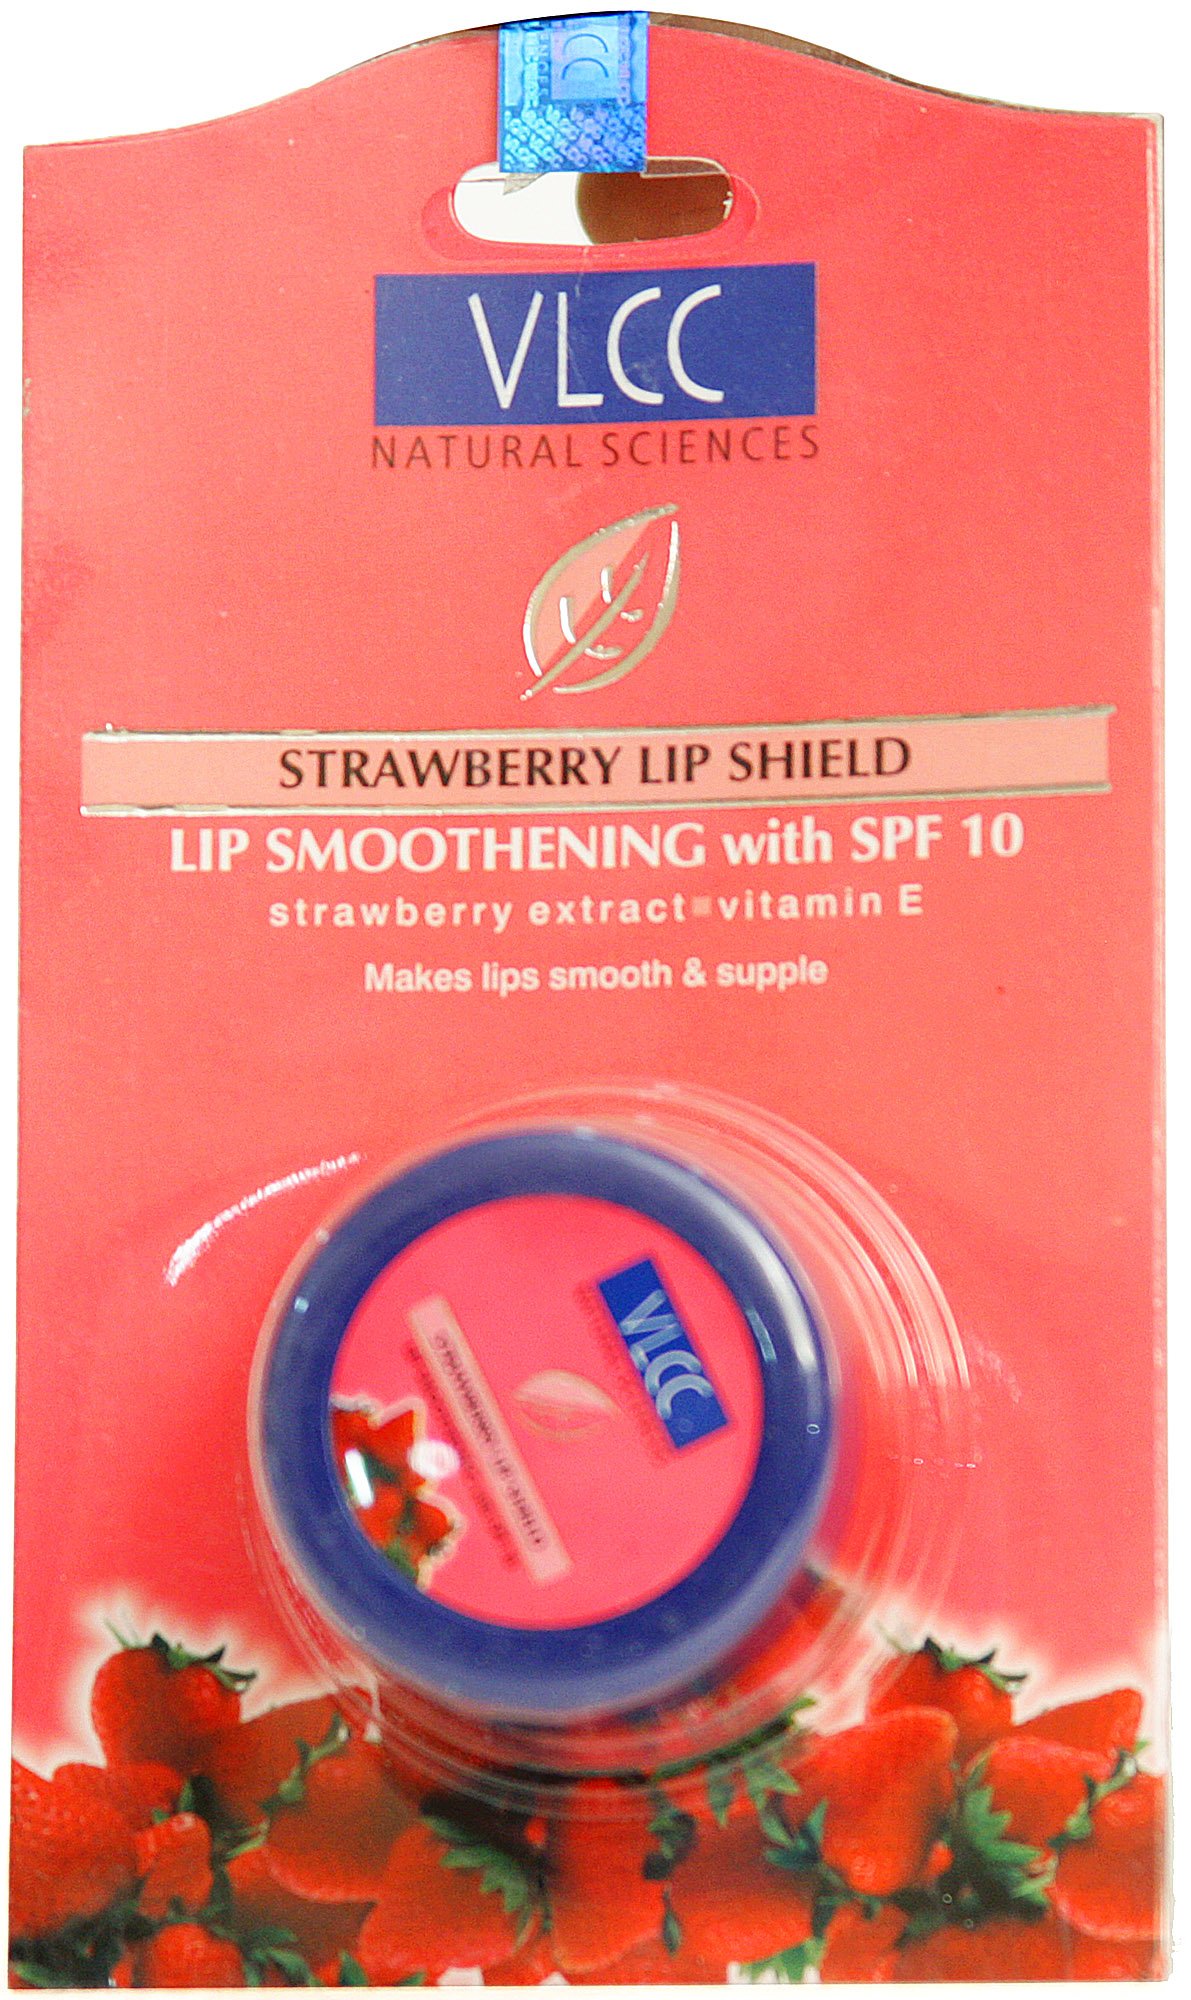 VLCC
NATURAL SCIENCES
STRAWBERRY LIP SHIELD
LIP SMOOTHENING with SPF 10
strawberry extract▪vitamin E
Makes lips smooth & supple
VLCC